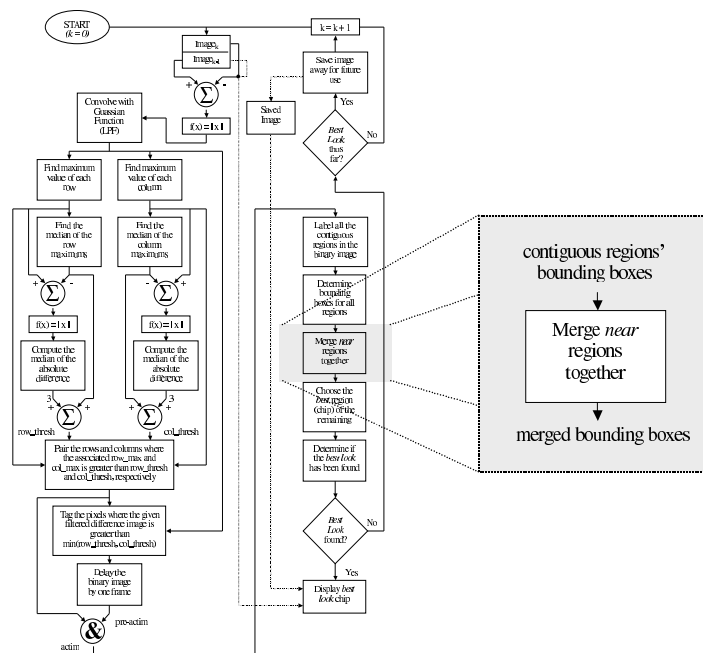 START
(k = 0)
k = k + 1
Imageₖ
Imageₖ₋₁
+
-
Σ
f(x) = |x|
Save image
away for future
use
Yes
Saved
Image
Best
Look
thus
far?
No
Convolve with
Guassian
Function
(LPF)
Find maximum
value of each
row
Find maximum
value of each
column
Find the
median of the
row
maximums
Find the
median of the
column
maximums
+
-
Σ
-
+
Σ
f(x) = |x|
f(x) = |x|
Compute the
median of the
absolute
difference
Compute the
median of the
absolute
difference
3
+
+
Σ
3
+
+
Σ
row_thresh
col_thresh
Pair the rows and columns where
the associated row_max and
col_max is greater than row_thresh
and col_thresh, respectively
Tag the pixels where the given
filtered difference image is
greater than
min(row_thresh, col_thresh)
Delay the
binary image
by one frame
&
pre-actim
actim
Label all the
contiguous
regions in the
binary image
Determine
bounding
boxes for all
regions
Merge near
regions
together
Choose the
best region
(chip) of the
remaining
Determine if
the best look
has been found
Best
Look
found?
No
Yes
Display best
look chip
contiguous regions'
bounding boxes
Merge near
regions
together
merged bounding boxes